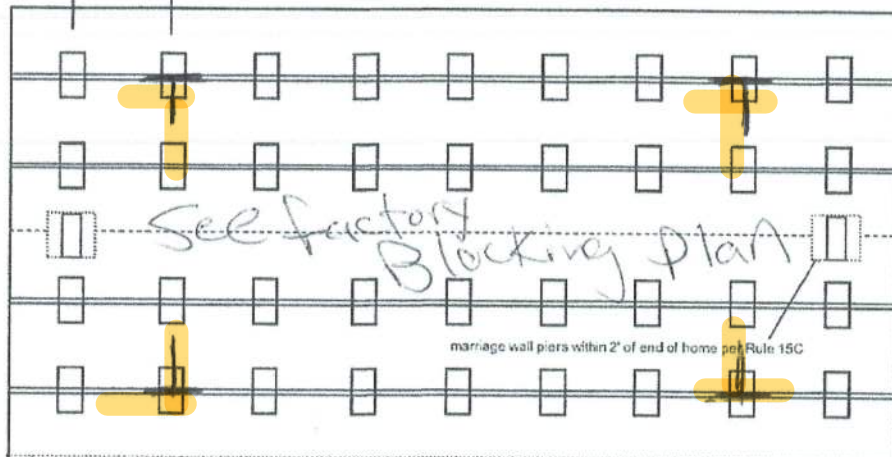 See factory
Blocking plan
marriage wall piers within 2' of end of home per Rule 15C